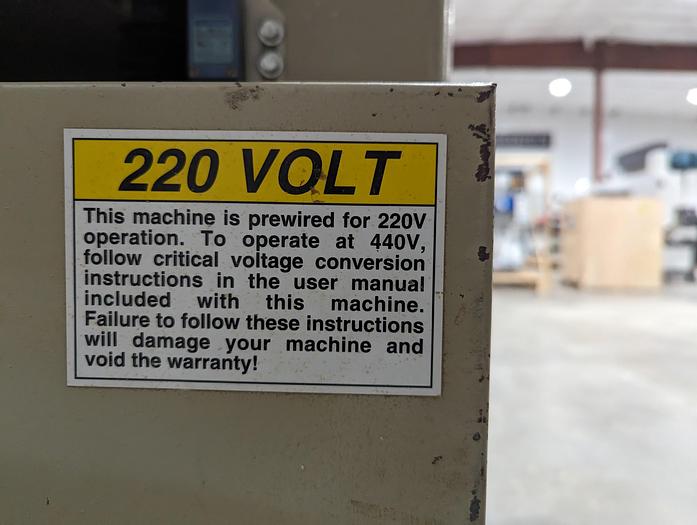 220 VOLT
This machine is prewired for 220V
operation. To operate at 440V,
follow critical voltage conversion
instructions in the user manual
included with this machine.
Failure to follow these instructions
will damage your machine and
void the warranty!